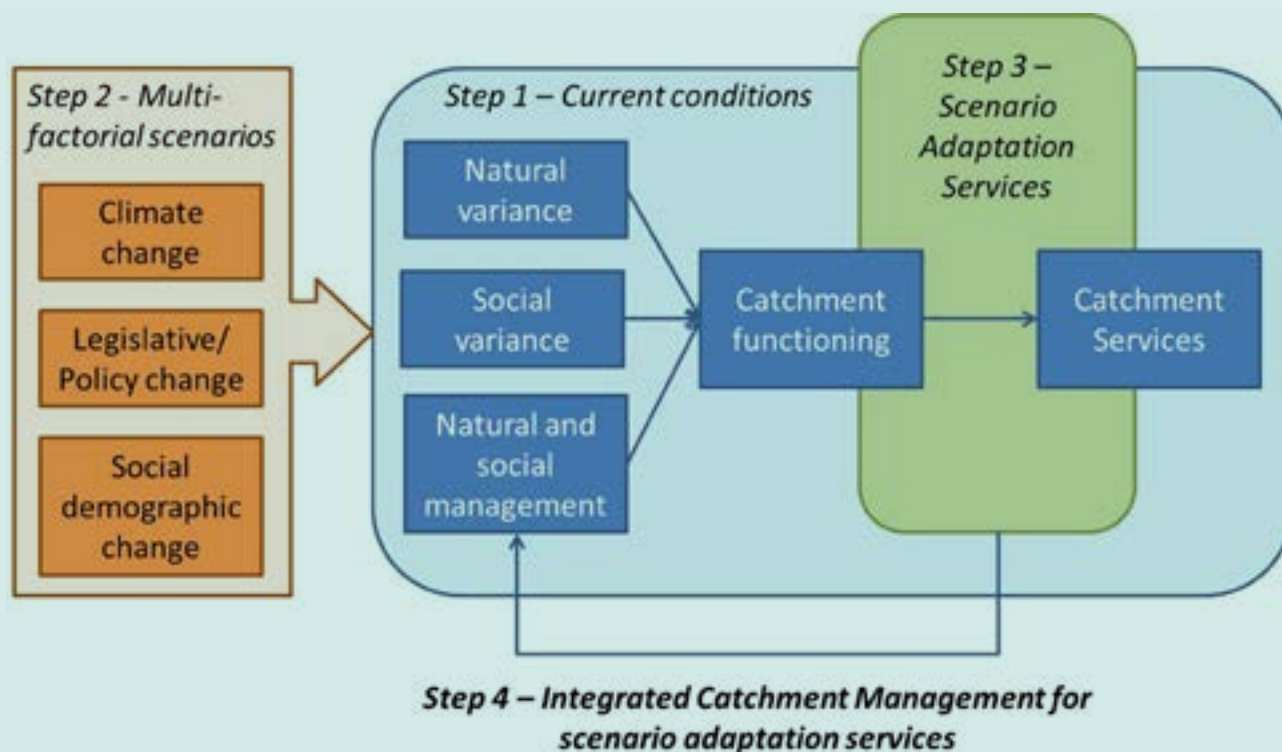 Step 2 - Multi-
factorial scenarios
Climate
change
Legislative/
Policy change
Social
demographic
change
Step 1 – Current conditions
Natural
variance
Social
variance
Natural and
social
management
Catchment
functioning
Step 3 –
Scenario
Adaptation
Services
Catchment
Services
Step 4 – Integrated Catchment Management for
scenario adaptation services